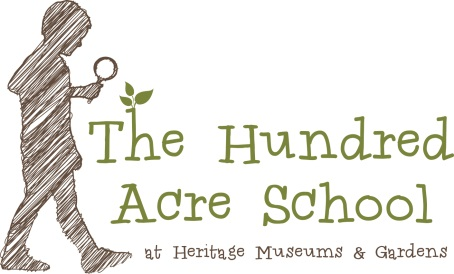 The Hundred
Acre School
at Heritage Museums & Gardens